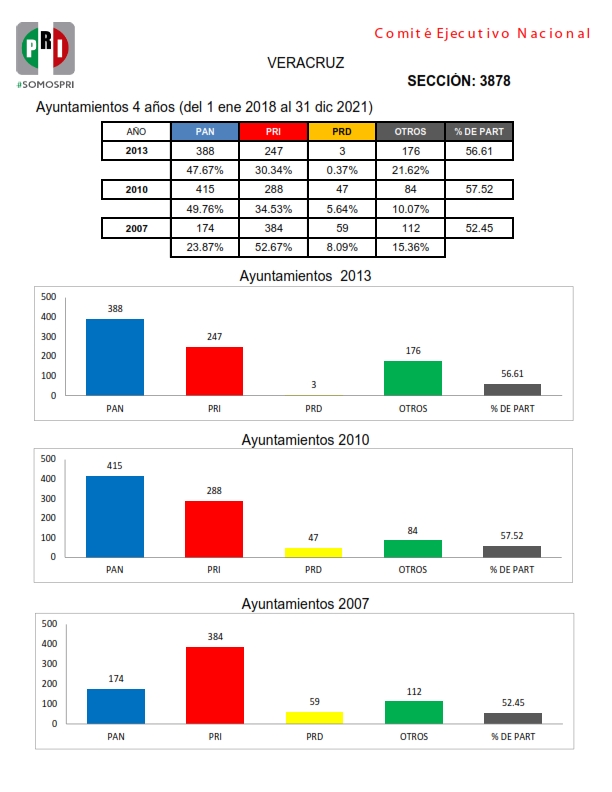 PRI
#SOMOSPRI
Comité Ejecutivo Nacional
VERACRUZ
SECCIÓN: 3878
Ayuntamientos 4 años (del 1 ene 2018 al 31 dic 2021)
AÑO PAN PRI PRD OTROS % DE PART
2013 388 247 3 176 56.61
47.67% 30.34% 0.37% 21.62%
2010 415 288 47 84 57.52
49.76% 34.53% 5.64% 10.07%
2007 174 384 59 112 52.45
23.87% 52.67% 8.09% 15.36%
Ayuntamientos 2013
500
400
300
200
100
0
388 247 3 176 56.61
PAN PRI PRD OTROS % DE PART
Ayuntamientos 2010
500
400
300
200
100
0
415 288 47 84 57.52
PAN PRI PRD OTROS % DE PART
Ayuntamientos 2007
500
400
300
200
100
0
174 384 59 112 52.45
PAN PRI PRD OTROS % DE PART